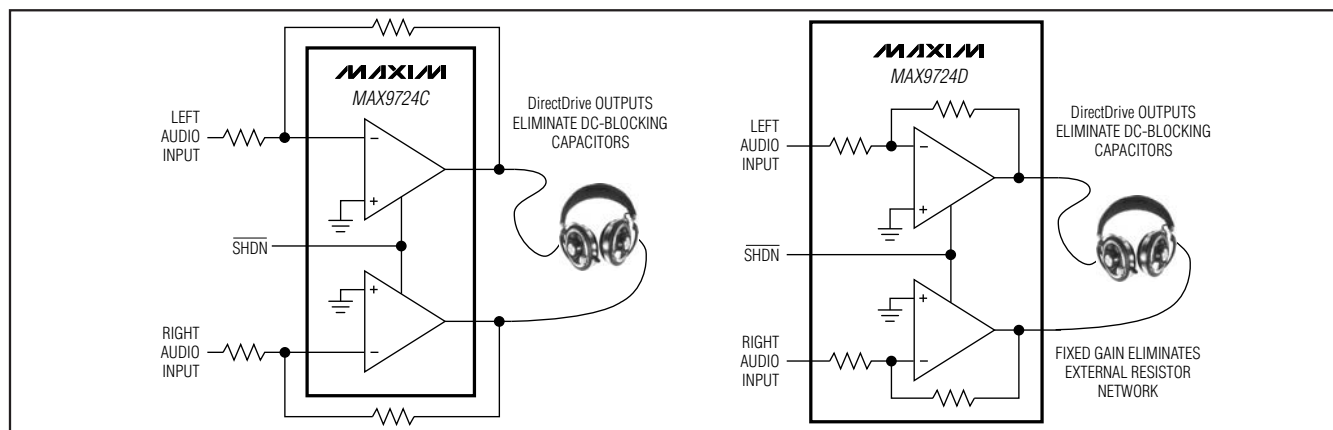 MAXIM
MAX9724C
LEFT
AUDIO
INPUT
−
+
SHDN
+
−
RIGHT
AUDIO
INPUT
DirectDrive OUTPUTS
ELIMINATE DC-BLOCKING
CAPACITORS
MAXIM
MAX9724D
LEFT
AUDIO
INPUT
−
+
SHDN
+
−
RIGHT
AUDIO
INPUT
DirectDrive OUTPUTS
ELIMINATE DC-BLOCKING
CAPACITORS
FIXED GAIN ELIMINATES
EXTERNAL RESISTOR
NETWORK